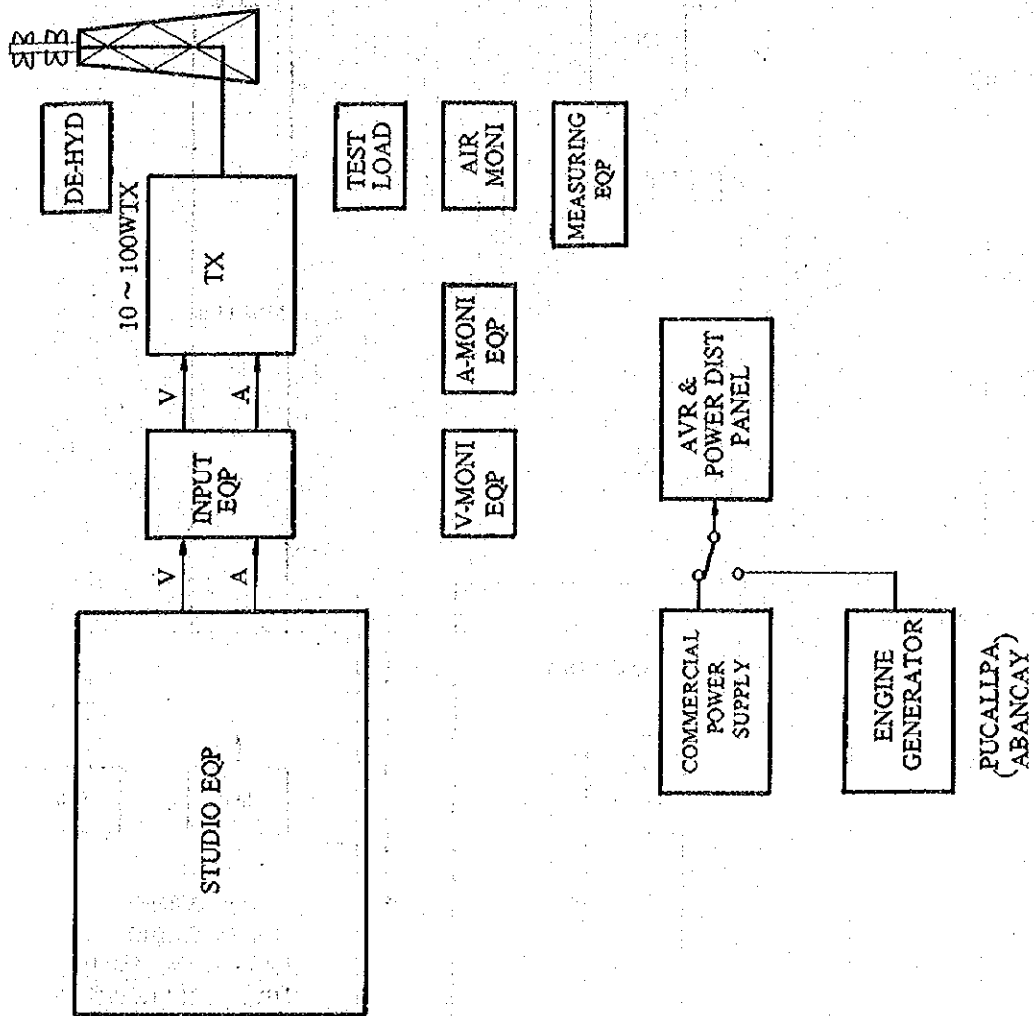 STUDIO EQP
V
A
INPUT
EQP
V
A
10 ~ 100WTX
TX
DE-HYD
V-MONI
EQP
A-MONI
EQP
TEST
LOAD
AIR
MONI
MEASURING
EQP
COMMERCIAL
POWER
SUPPLY
AVR &
POWER DIST
PANEL
ENGINE
GENERATOR
(PUCALLPA
ABANCAY)